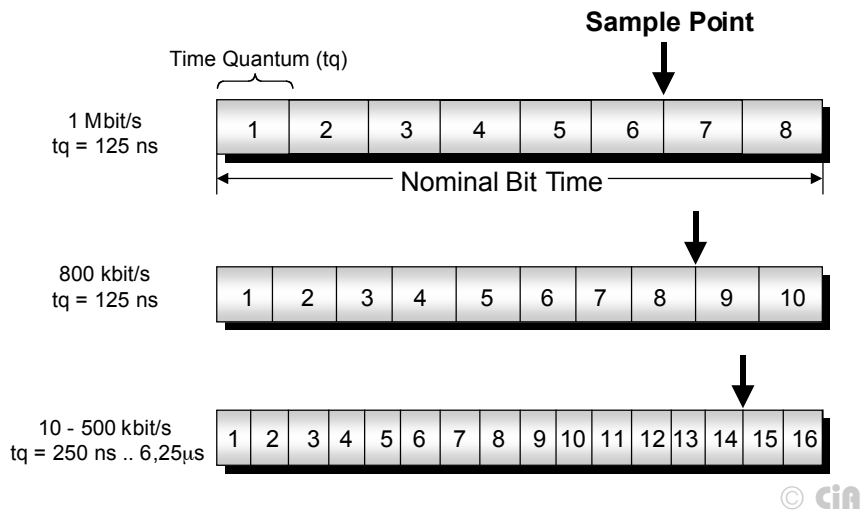 Sample Point
Time Quantum (tq)
1 Mbit/s
tq = 125 ns
1 2 3 4 5 6 7 8
Nominal Bit Time
800 kbit/s
tq = 125 ns
1 2 3 4 5 6 7 8 9 10
10 - 500 kbit/s
tq = 250 ns .. 6,25μs
1 2 3 4 5 6 7 8 9 10 11 12 13 14 15 16
© CiA